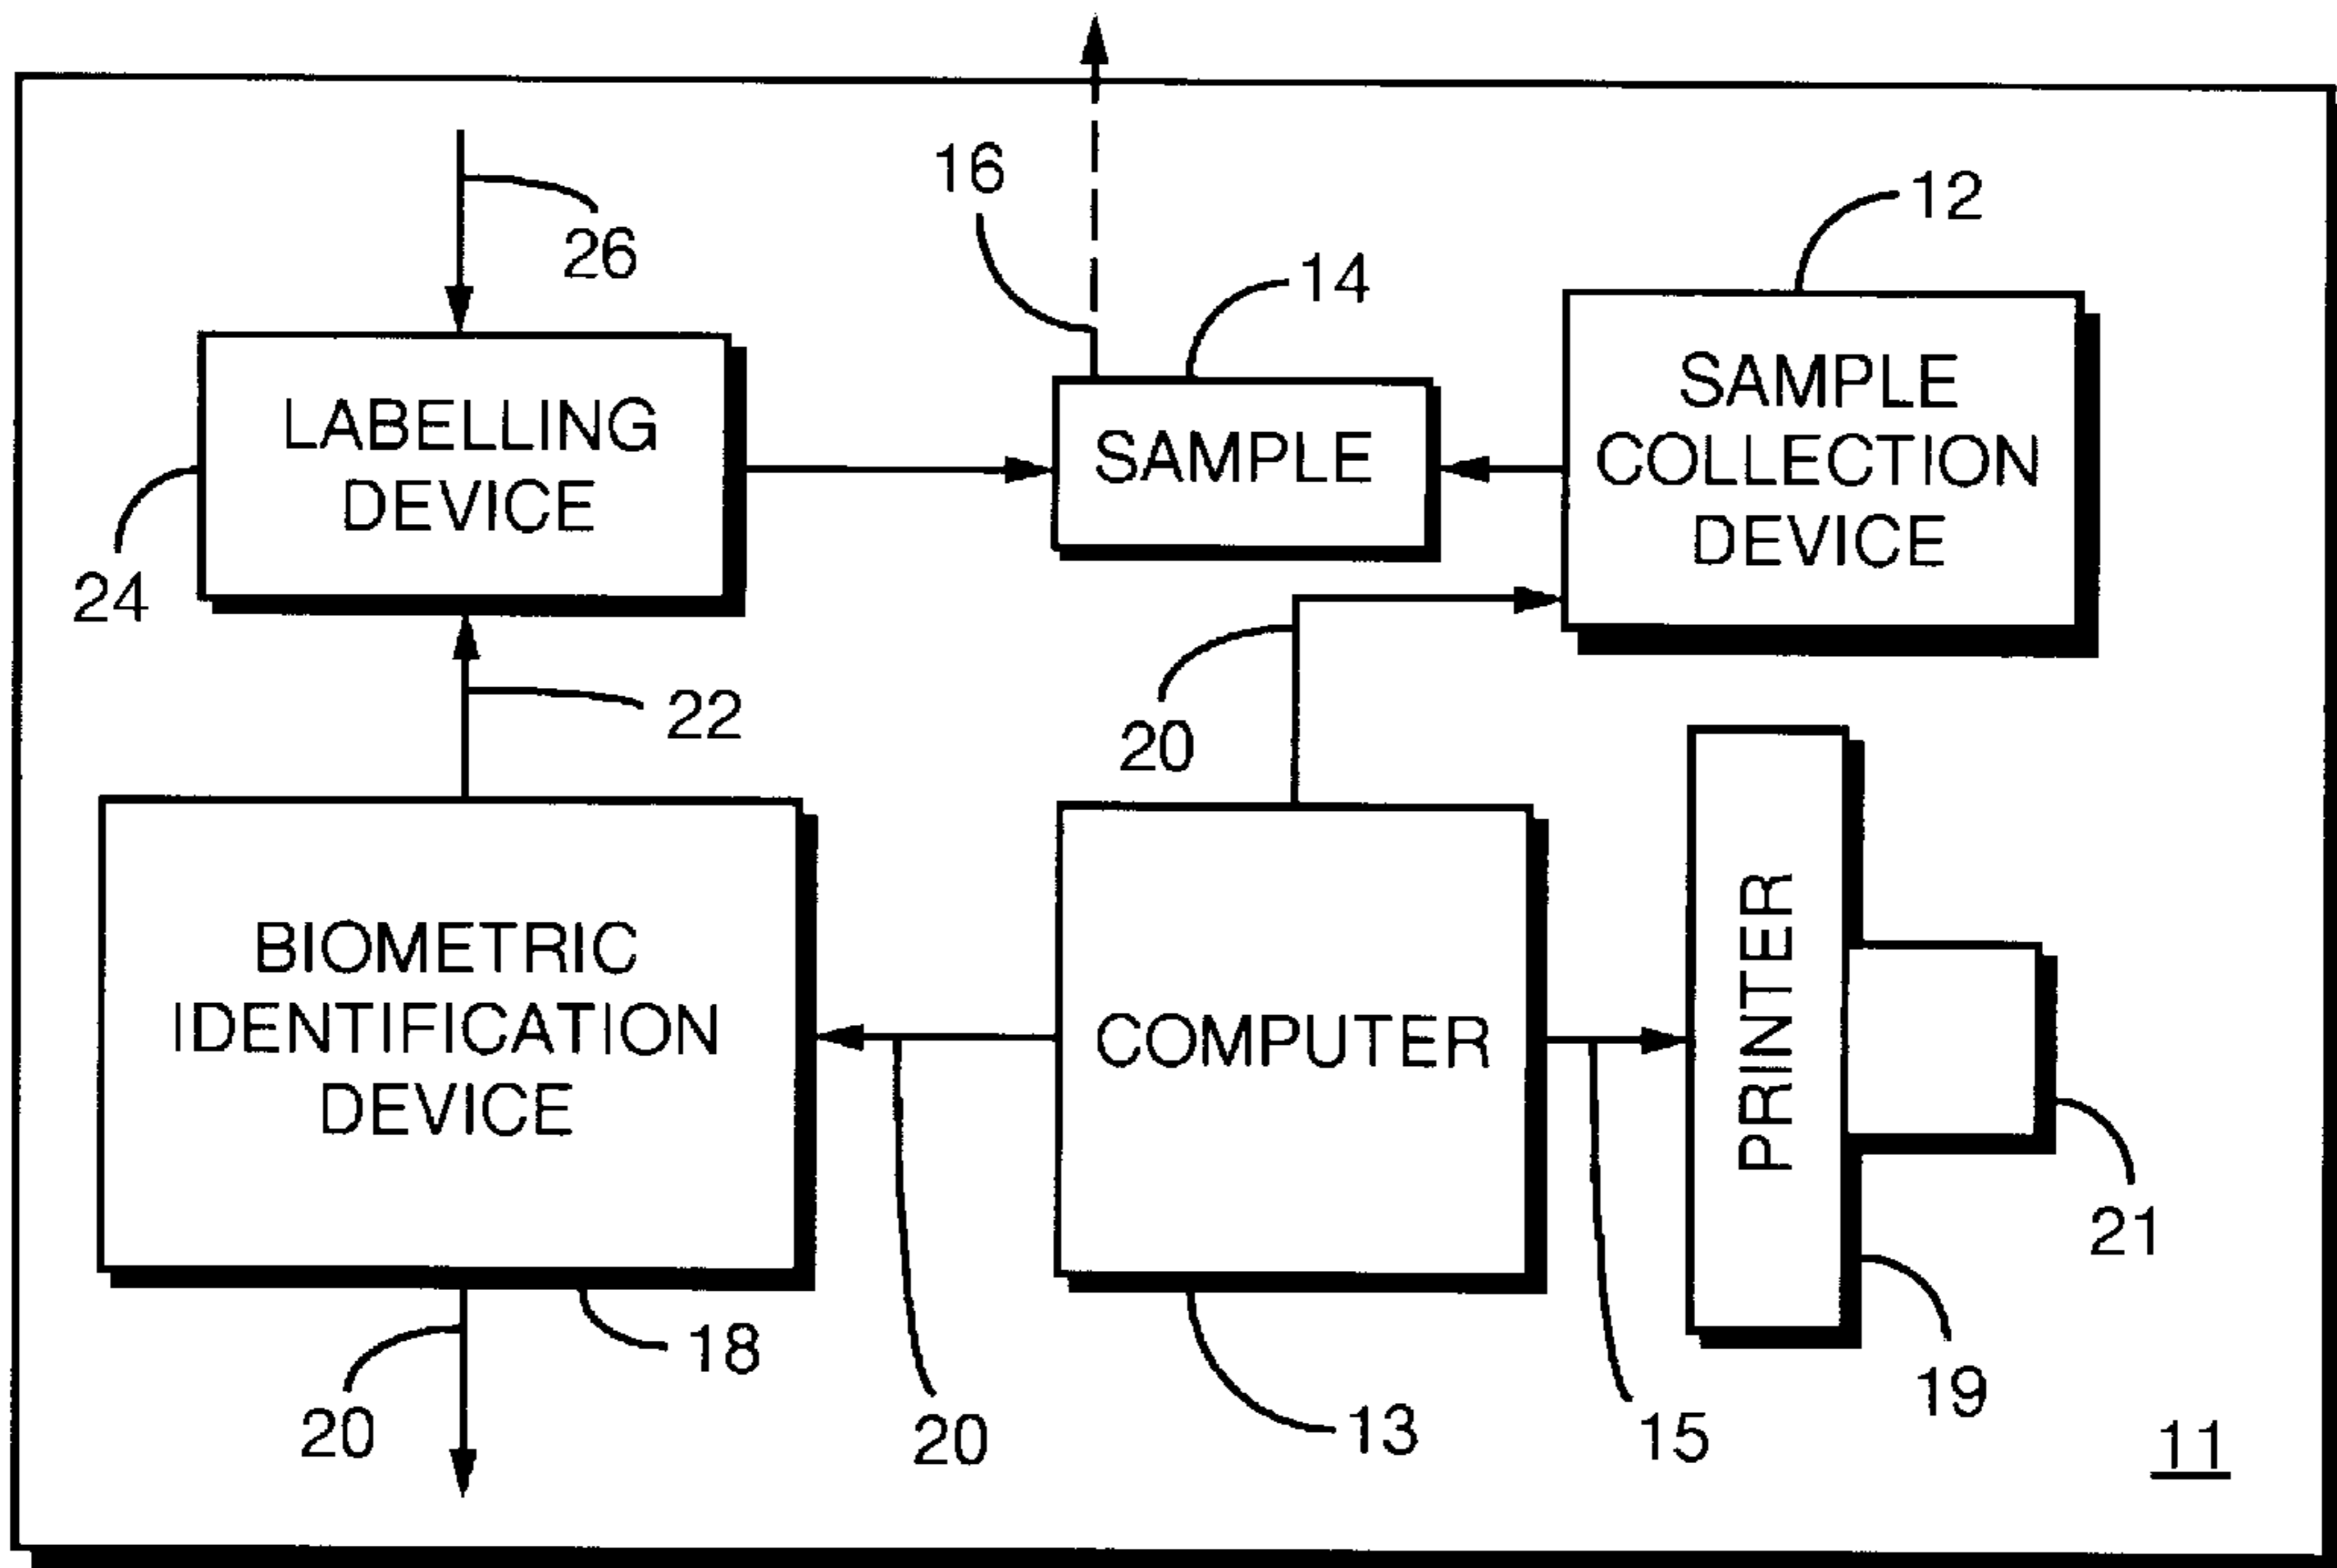 16
12
26
14
LABELLING
DEVICE
SAMPLE
SAMPLE
COLLECTION
DEVICE
24
22
20
BIOMETRIC
IDENTIFICATION
DEVICE
COMPUTER
PRINTER
21
18
20
20
13
15
19
11